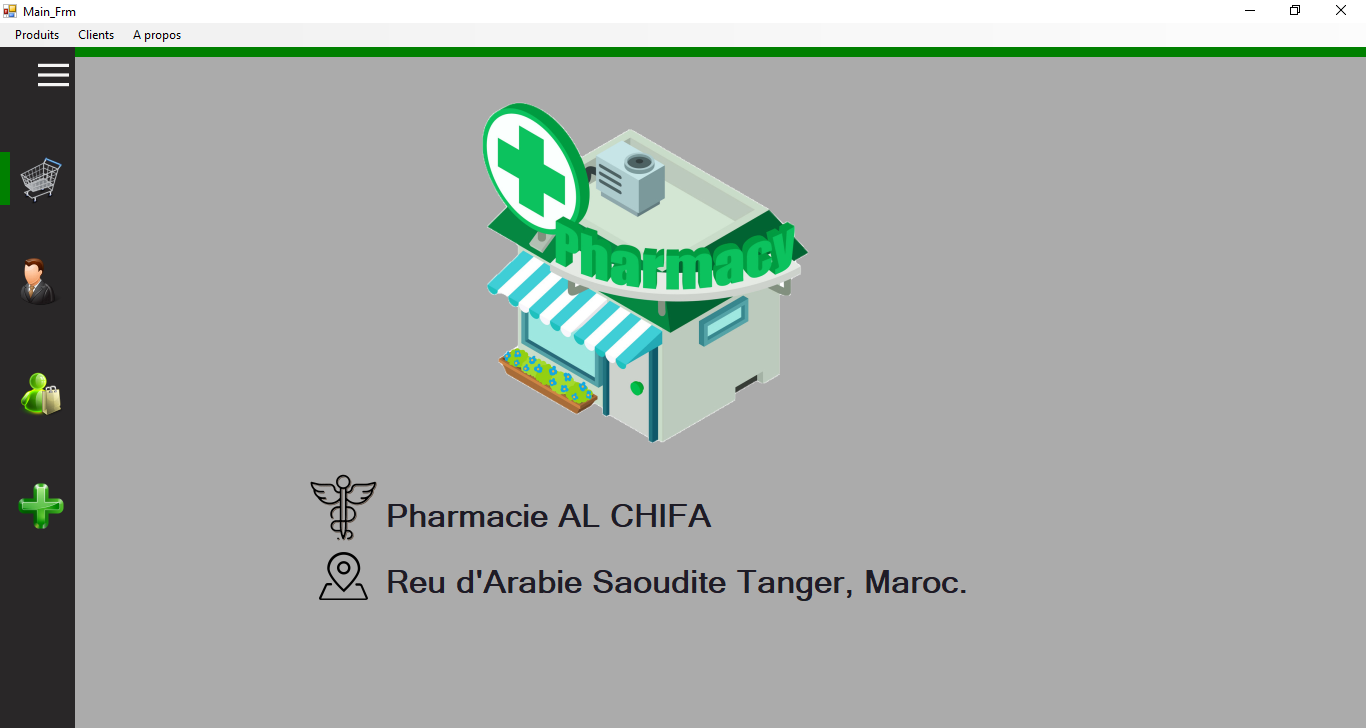 Main_Frm
Produits Clients A propos
Pharmacy
Pharmacie AL CHIFA
Reu d'Arabie Saoudite Tanger, Maroc.